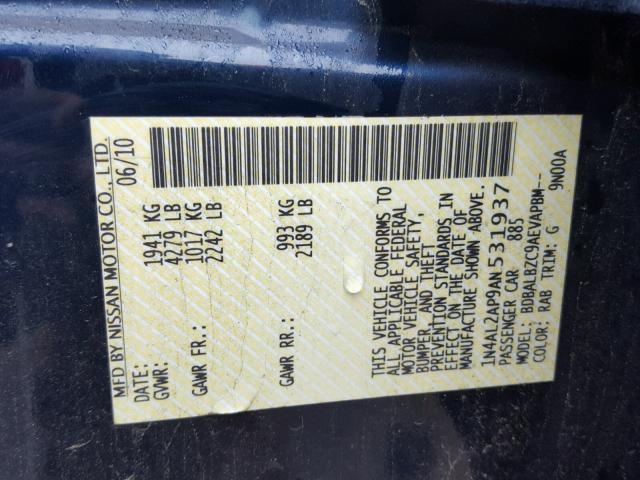 MFD BY NISSAN MOTOR CO., LTD.
DATE: 06/10
GVWR: 1941 KG
4279 LB
GAWR FR.: 1017 KG
2242 LB
GAWR RR.: 993 KG
2189 LB
THIS VEHICLE CONFORMS TO
ALL APPLICABLE FEDERAL
MOTOR VEHICLE SAFETY,
BUMPER, AND THEFT
PREVENTION STANDARDS IN
EFFECT ON THE DATE OF
MANUFACTURE SHOWN ABOVE.
1N4AL2AP9AN531937
PASSENGER CAR 885
MODEL: BDBALBZC9AEVAPBM--
COLOR: RAB TRIM: G 9N00A